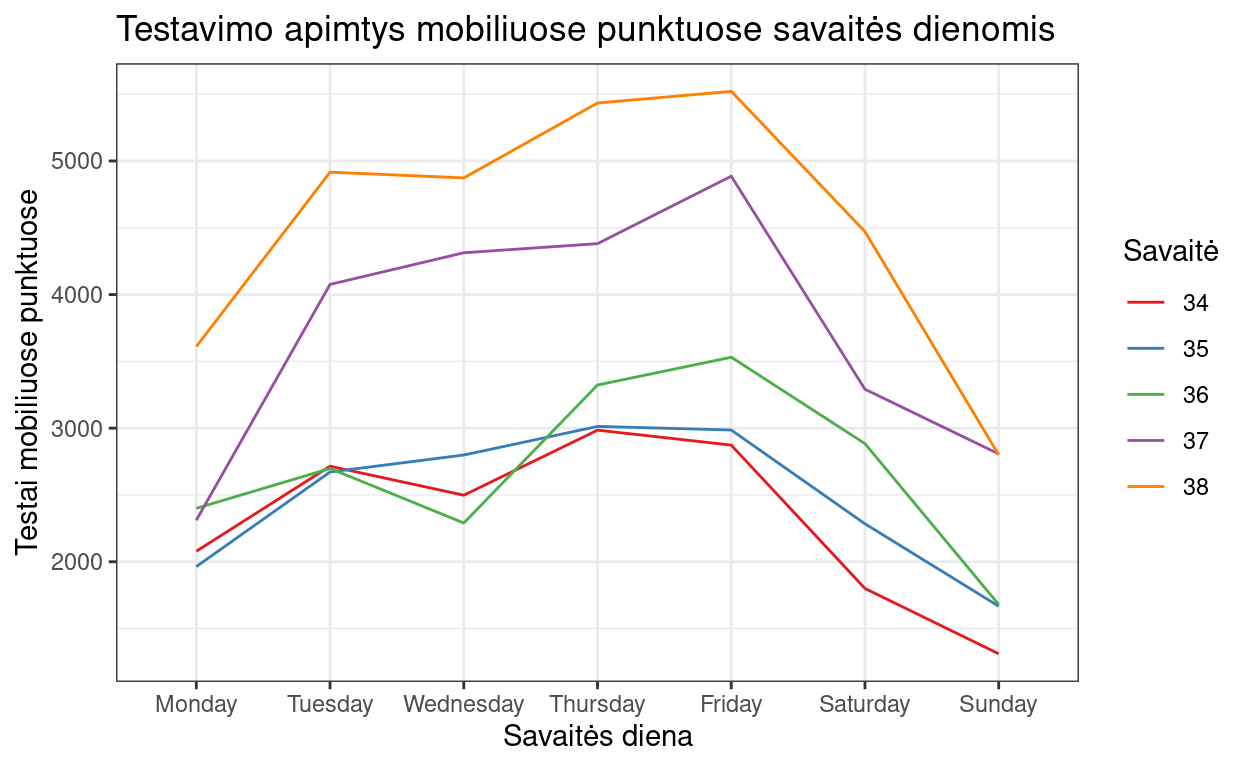 Testavimo apimtys mobiliuose punktuose savaitės dienomis
Testai mobiliuose punktuose
5000
4000
3000
2000
Monday Tuesday Wednesday Thursday Friday Saturday Sunday
Savaitės diena
Savaitė
34
35
36
37
38